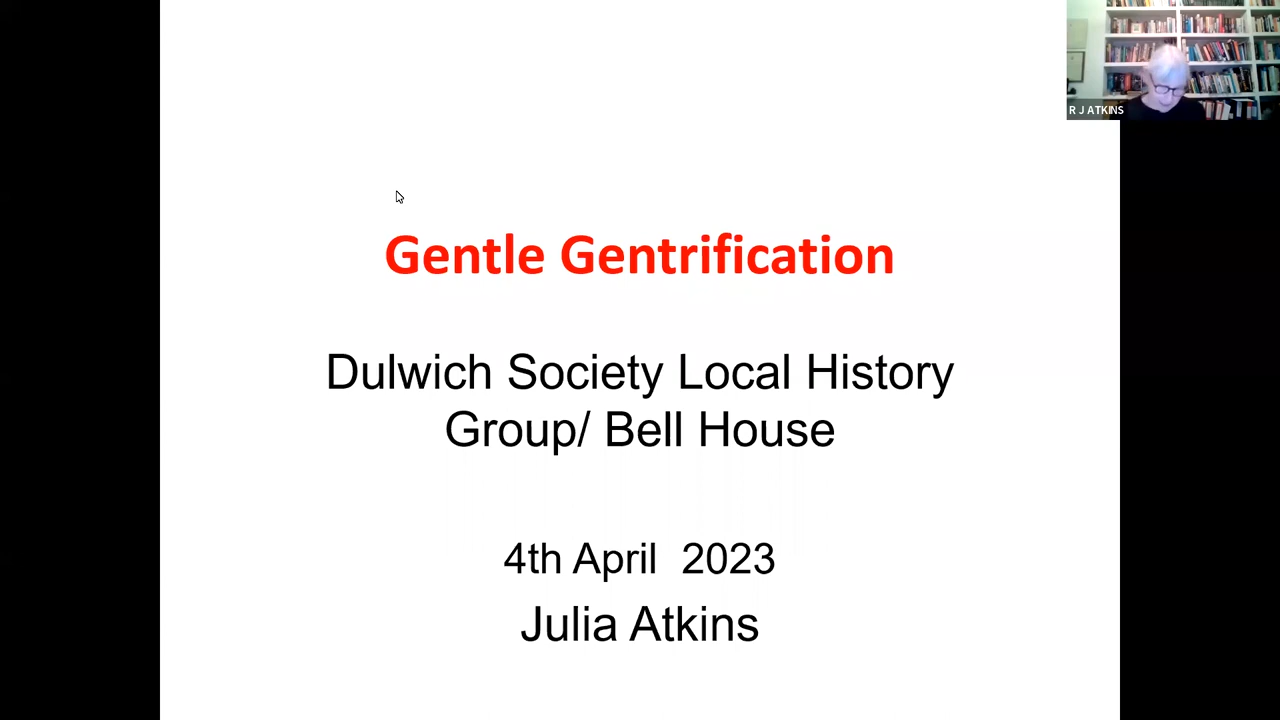 R J ATKINS
Gentle Gentrification
Dulwich Society Local History
Group/ Bell House
4th April  2023
Julia Atkins